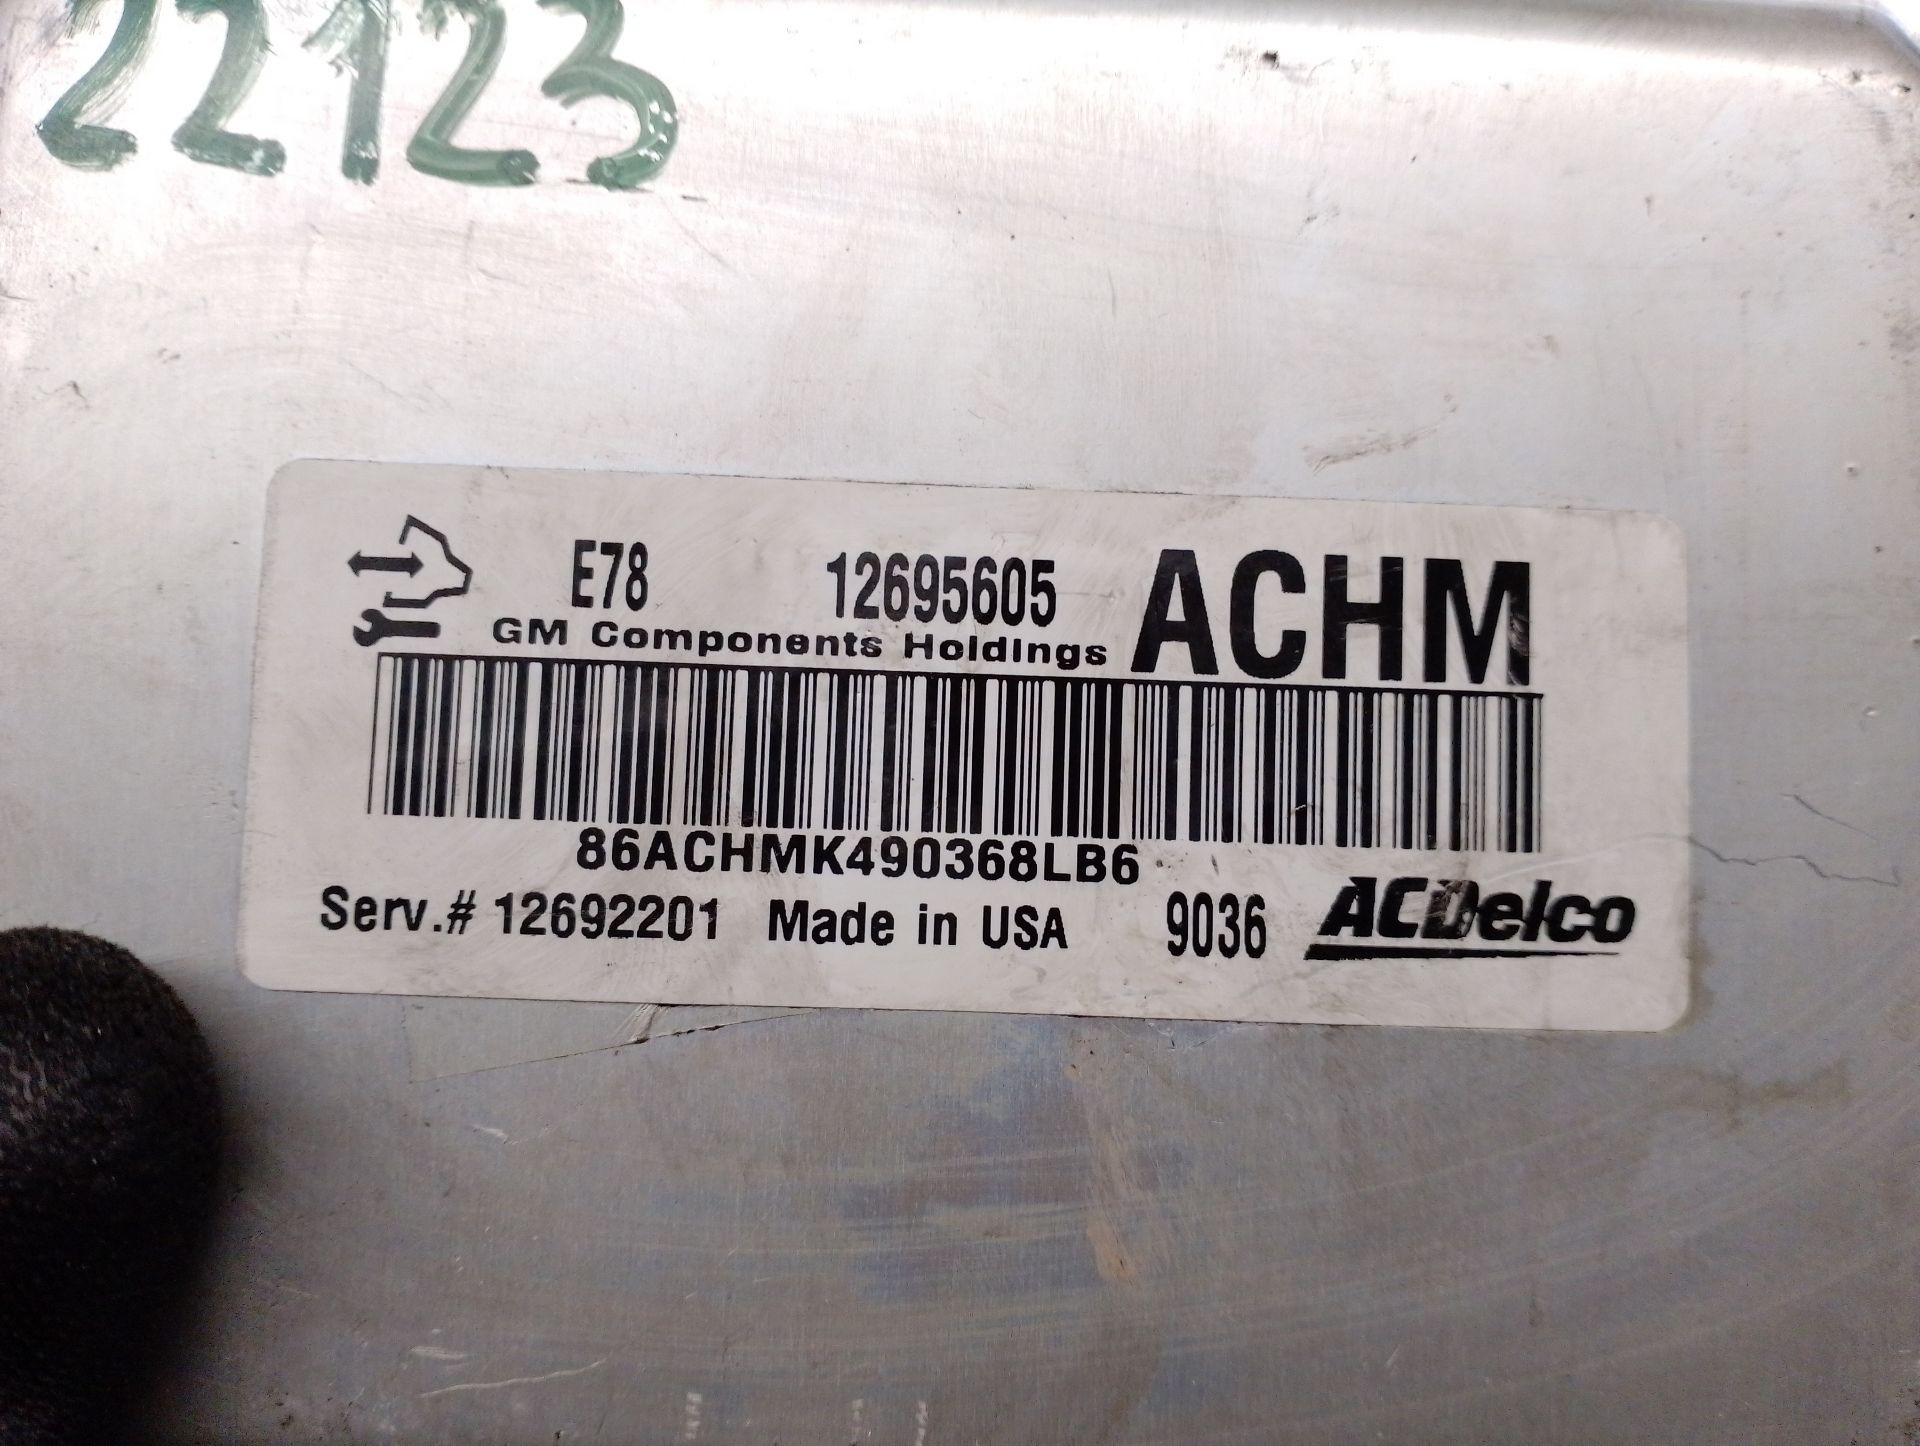 22123
E78 12695605 ACHM
GM Components Holdings
86ACHMK490368LB6
Serv.# 12692201 Made in USA 9036 ACDelco